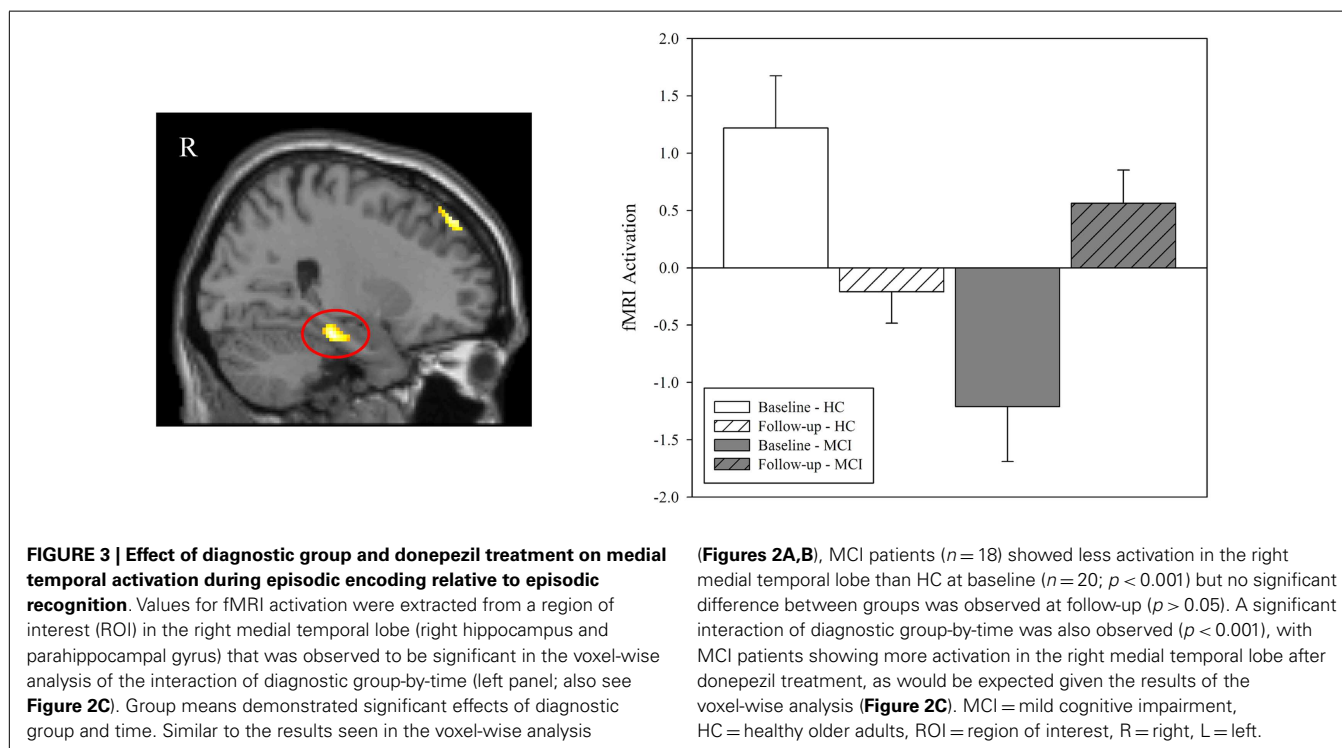 R
2.0
1.5
1.0
0.5
0.0
-0.5
-1.0
-1.5
-2.0
fMRI Activation
Baseline - HC
Follow-up - HC
Baseline - MCI
Follow-up - MCI
FIGURE 3 | Effect of diagnostic group and donepezil treatment on medial
temporal activation during episodic encoding relative to episodic
recognition. Values for fMRI activation were extracted from a region of
interest (ROI) in the right medial temporal lobe (right hippocampus and
parahippocampal gyrus) that was observed to be significant in the voxel-wise
analysis of the interaction of diagnostic group-by-time (left panel; also see
Figure 2C). Group means demonstrated significant effects of diagnostic
group and time. Similar to the results seen in the voxel-wise analysis
(Figures 2A,B), MCI patients (n = 18) showed less activation in the right
medial temporal lobe than HC at baseline (n = 20; p < 0.001) but no significant
difference between groups was observed at follow-up (p > 0.05). A significant
interaction of diagnostic group-by-time was also observed (p < 0.001), with
MCI patients showing more activation in the right medial temporal lobe after
donepezil treatment, as would be expected given the results of the
voxel-wise analysis (Figure 2C). MCI = mild cognitive impairment,
HC = healthy older adults, ROI = region of interest, R = right, L = left.